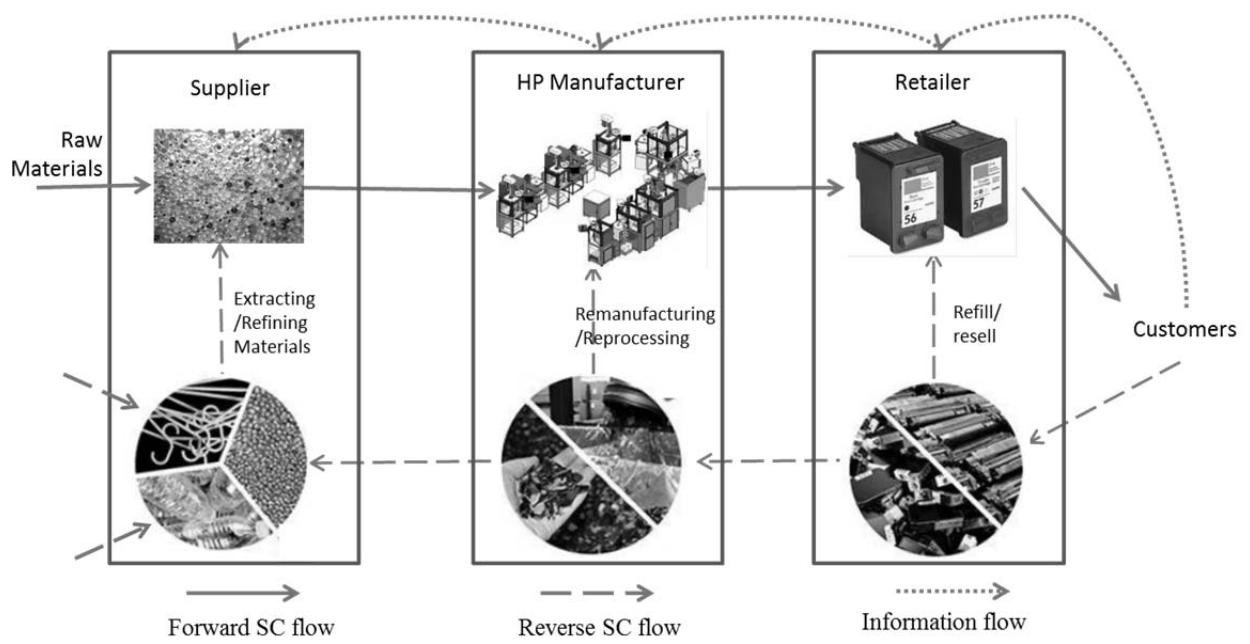 Supplier
HP Manufacturer
Retailer
Raw
Materials
56
57
Extracting
/Refining
Materials
Remanufacturing
/Reprocessing
Refill/
resell
Customers
Forward SC flow
Reverse SC flow
Information flow